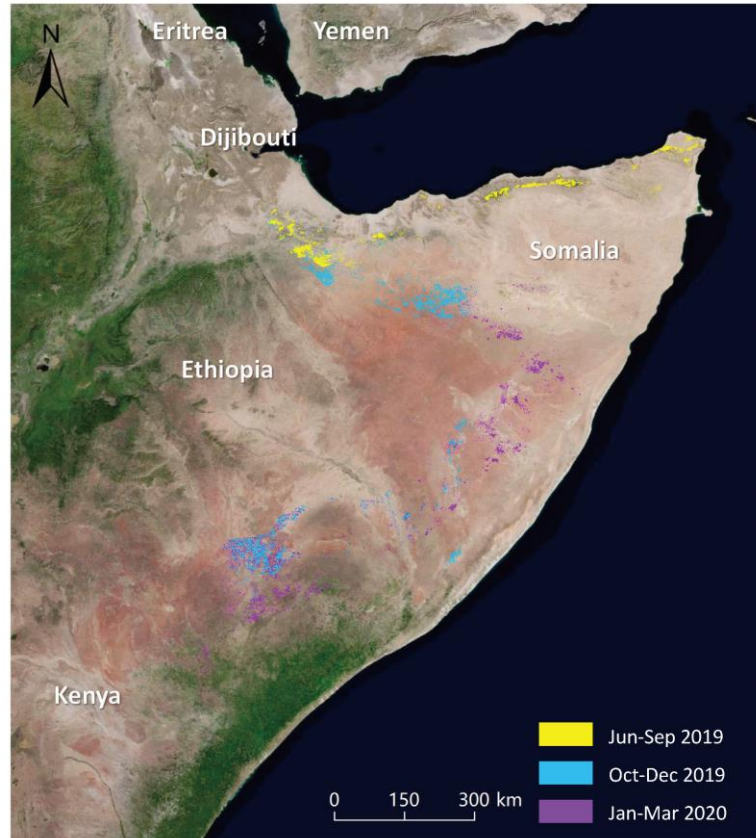 Eritrea
Yemen
N
Dijibouti
Somalia
Ethiopia
Kenya
Jun-Sep 2019
Oct-Dec 2019
Jan-Mar 2020
0 150 300 km